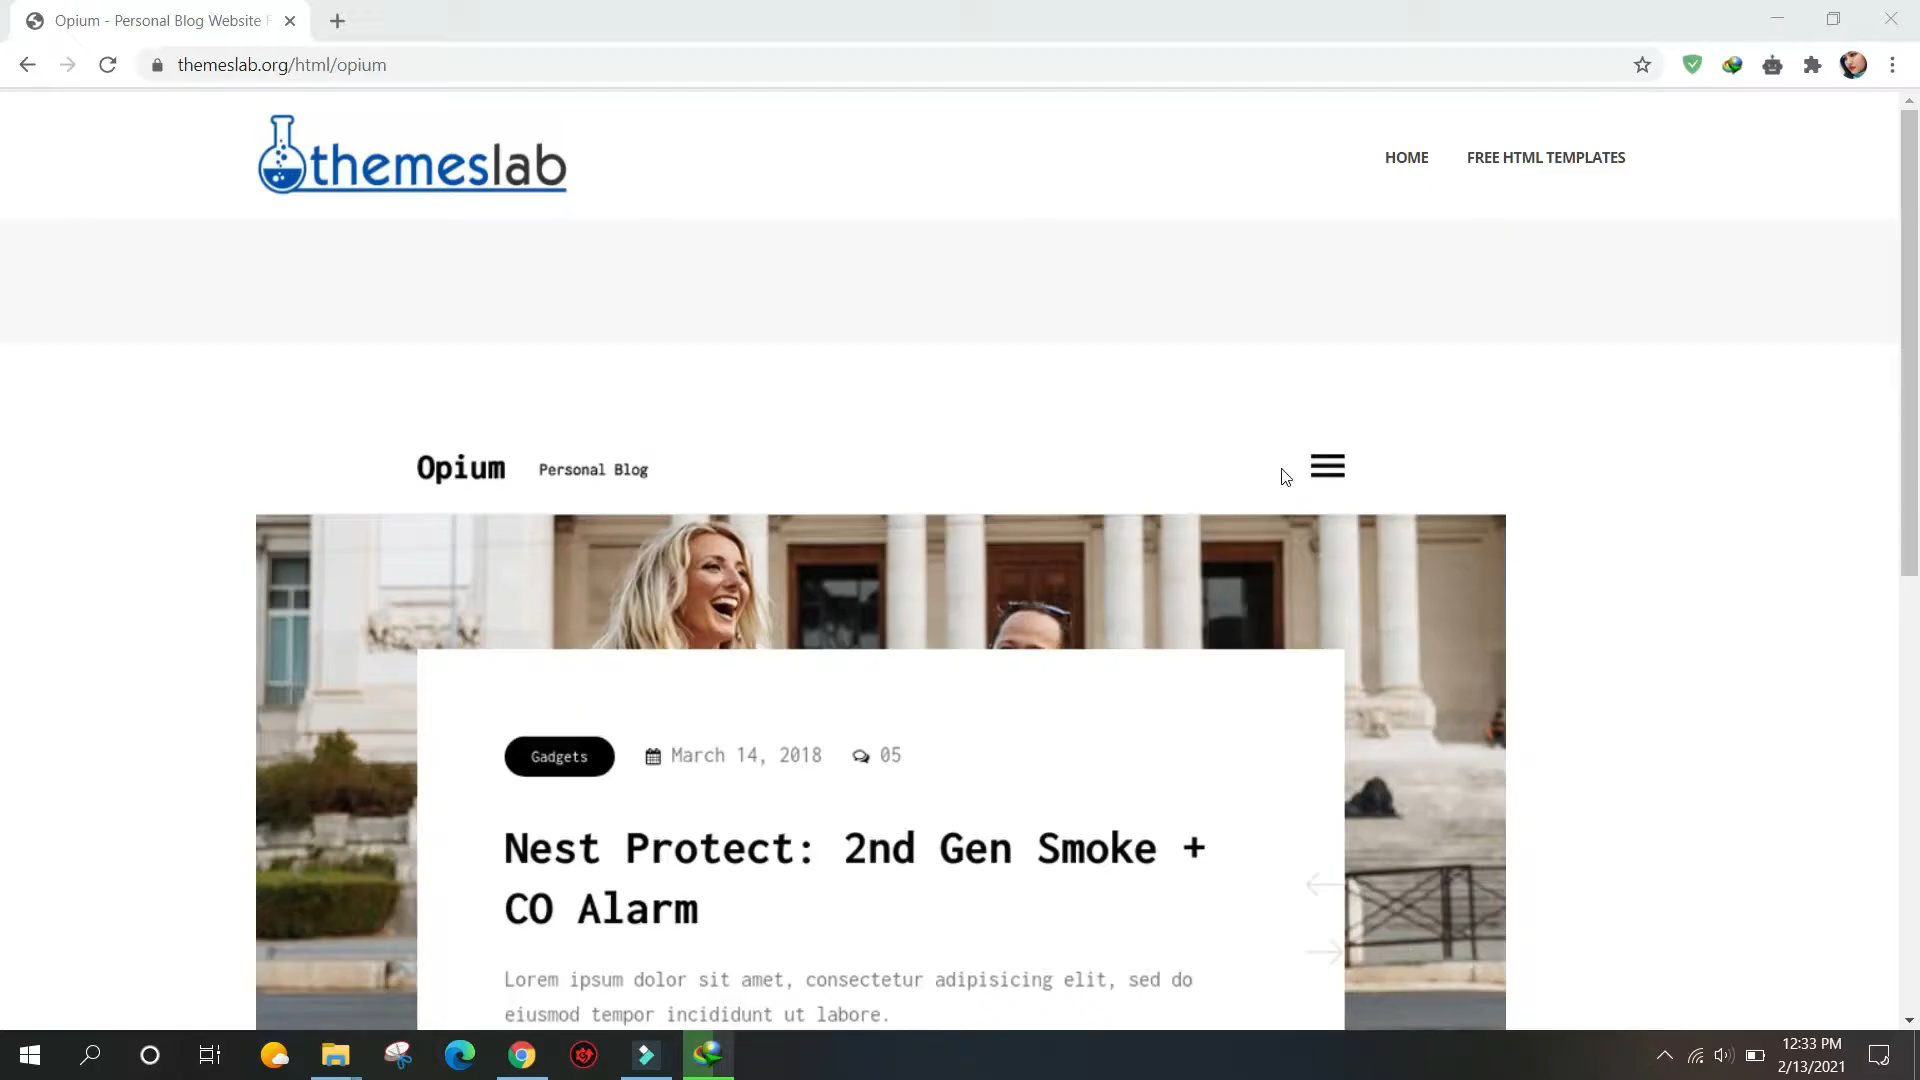 Opium - Personal Blog Website F
themeslab.org/html/opium
themeslab
HOME
FREE HTML TEMPLATES
Opium
Personal Blog
Gadgets
March 14, 2018
05
Nest Protect: 2nd Gen Smoke +
CO Alarm
Lorem ipsum dolor sit amet, consectetur adipisicing elit, sed do
eiusmod tempor incididunt ut labore.
12:33 PM
2/13/2021